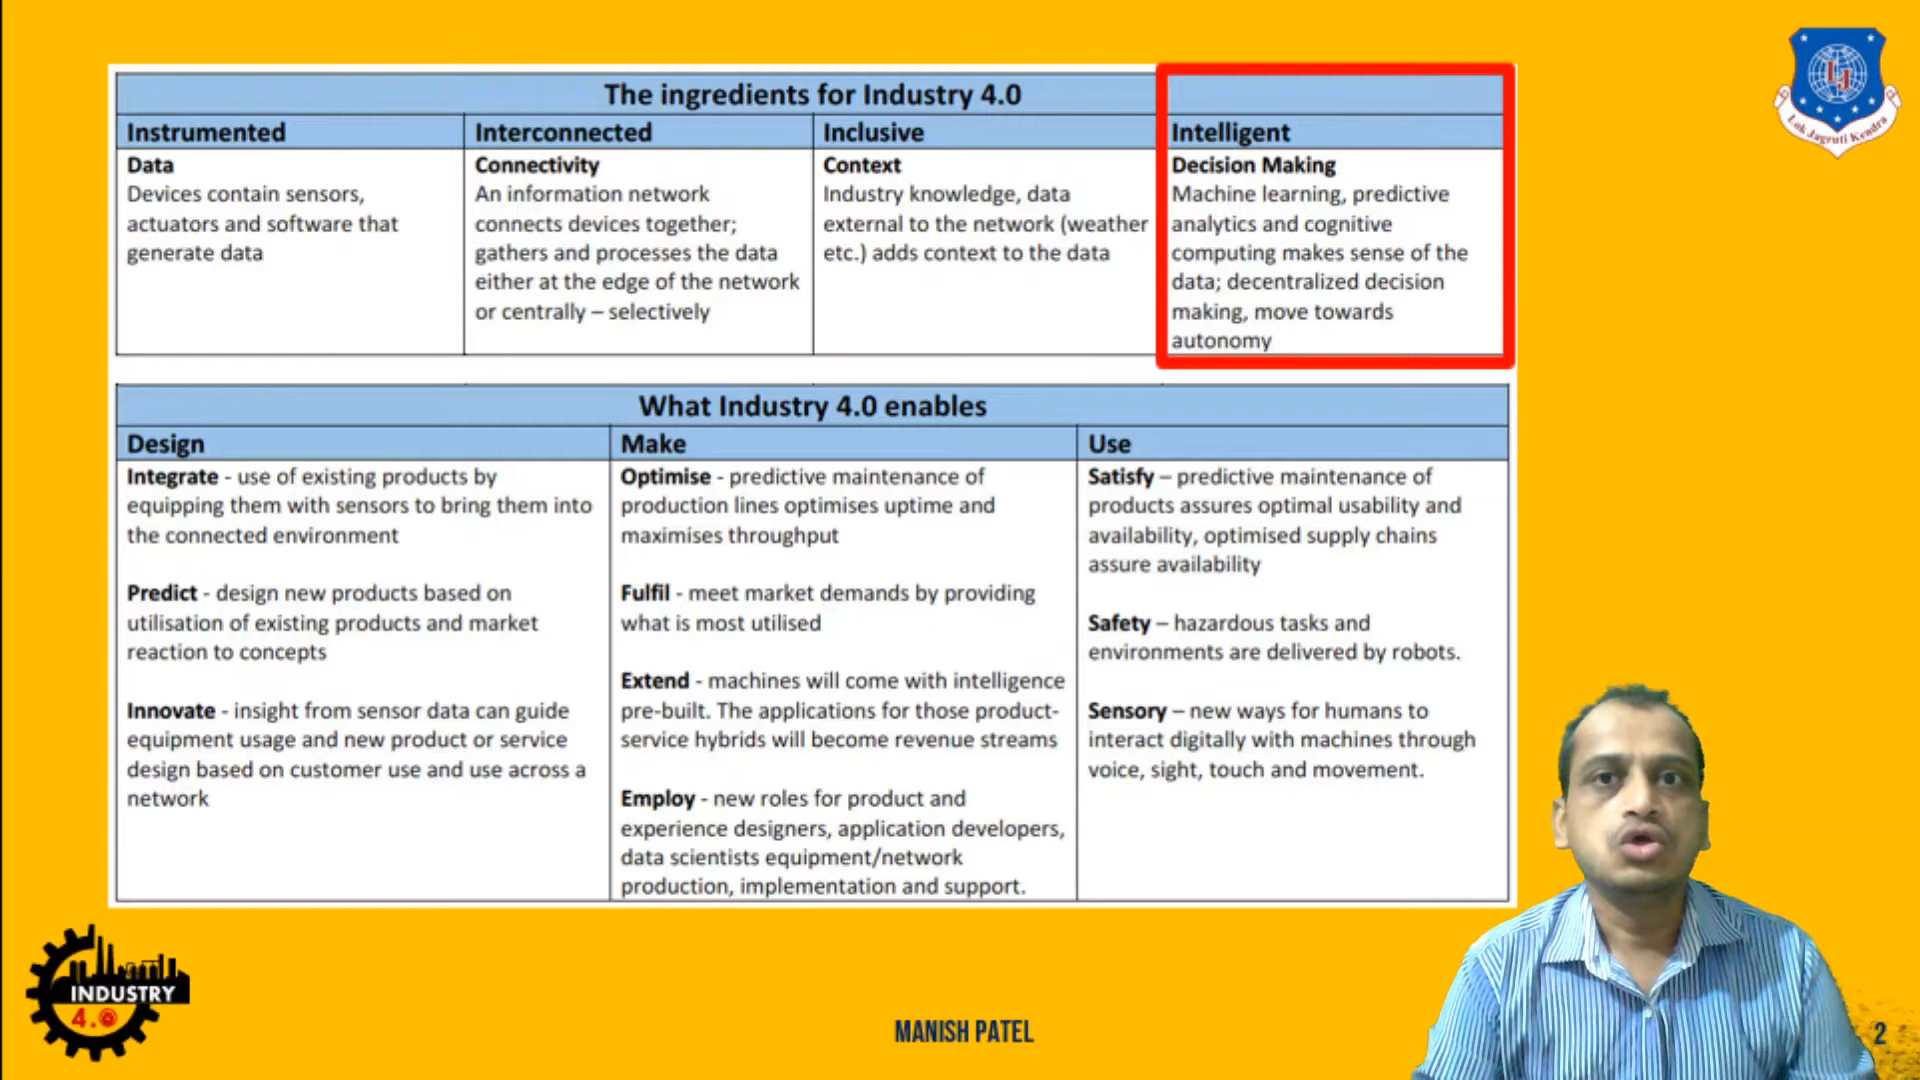 The ingredients for Industry 4.0
Instrumented
Interconnected
Inclusive
Intelligent
Data
Devices contain sensors,
actuators and software that
generate data
Connectivity
An information network
connects devices together;
gathers and processes the data
either at the edge of the network
or centrally – selectively
Context
Industry knowledge, data
external to the network (weather
etc.) adds context to the data
Decision Making
Machine learning, predictive
analytics and cognitive
computing makes sense of the
data; decentralized decision
making, move towards
autonomy
What Industry 4.0 enables
Design
Make
Use
Integrate - use of existing products by
equipping them with sensors to bring them into
the connected environment
Predict - design new products based on
utilisation of existing products and market
reaction to concepts
Innovate - insight from sensor data can guide
equipment usage and new product or service
design based on customer use and use across a
network
Optimise - predictive maintenance of
production lines optimises uptime and
maximises throughput
Fulfil - meet market demands by providing
what is most utilised
Extend - machines will come with intelligence
pre-built. The applications for those product-
service hybrids will become revenue streams
Employ - new roles for product and
experience designers, application developers,
data scientists equipment/network
production, implementation and support.
Satisfy – predictive maintenance of
products assures optimal usability and
availability, optimised supply chains
assure availability
Safety – hazardous tasks and
environments are delivered by robots.
Sensory – new ways for humans to
interact digitally with machines through
voice, sight, touch and movement.
LJ
Lok Jagruti Kendra
INDUSTRY
4.0
MANISH PATEL
2